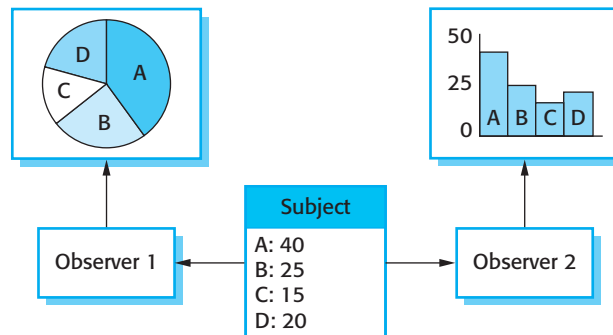 D
A
C
B
50
25
0
A B C D
Subject
A: 40
B: 25
C: 15
D: 20
Observer 1
Observer 2